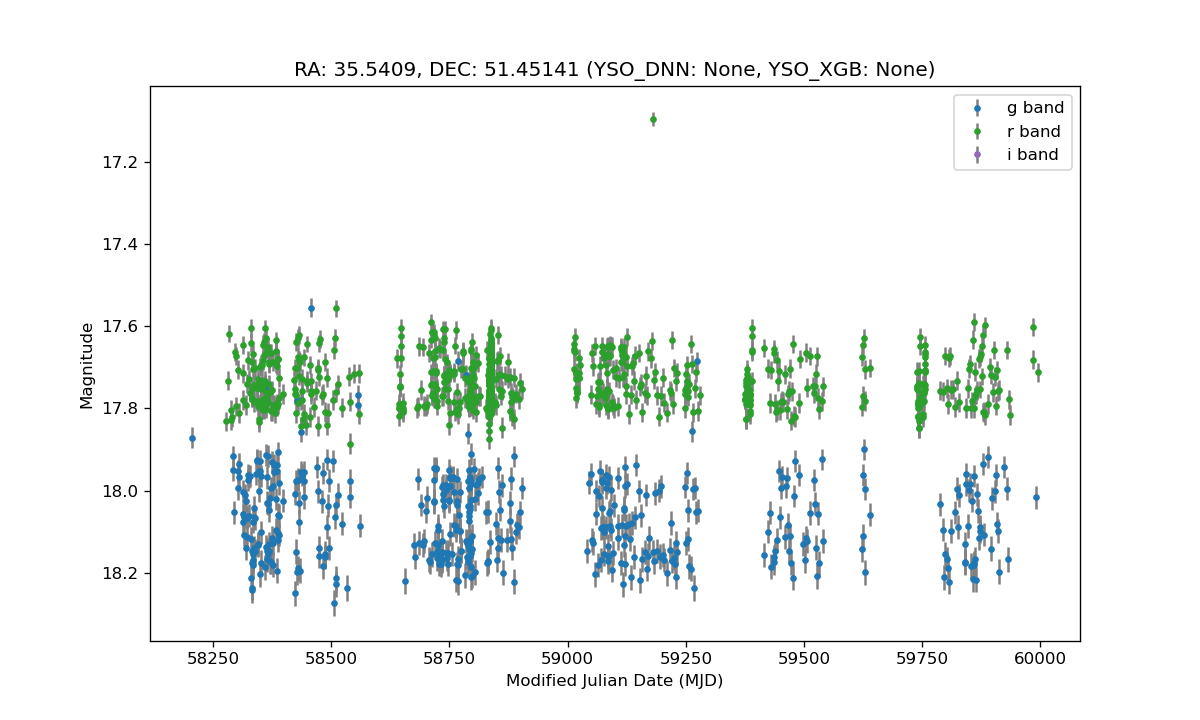 RA: 35.5409, DEC: 51.45141 (YSO_DNN: None, YSO_XGB: None)
g band
r band
i band
17.2
17.4
17.6
17.8
18.0
18.2
Magnitude
58250 58500 58750 59000 59250 59500 59750 60000
Modified Julian Date (MJD)